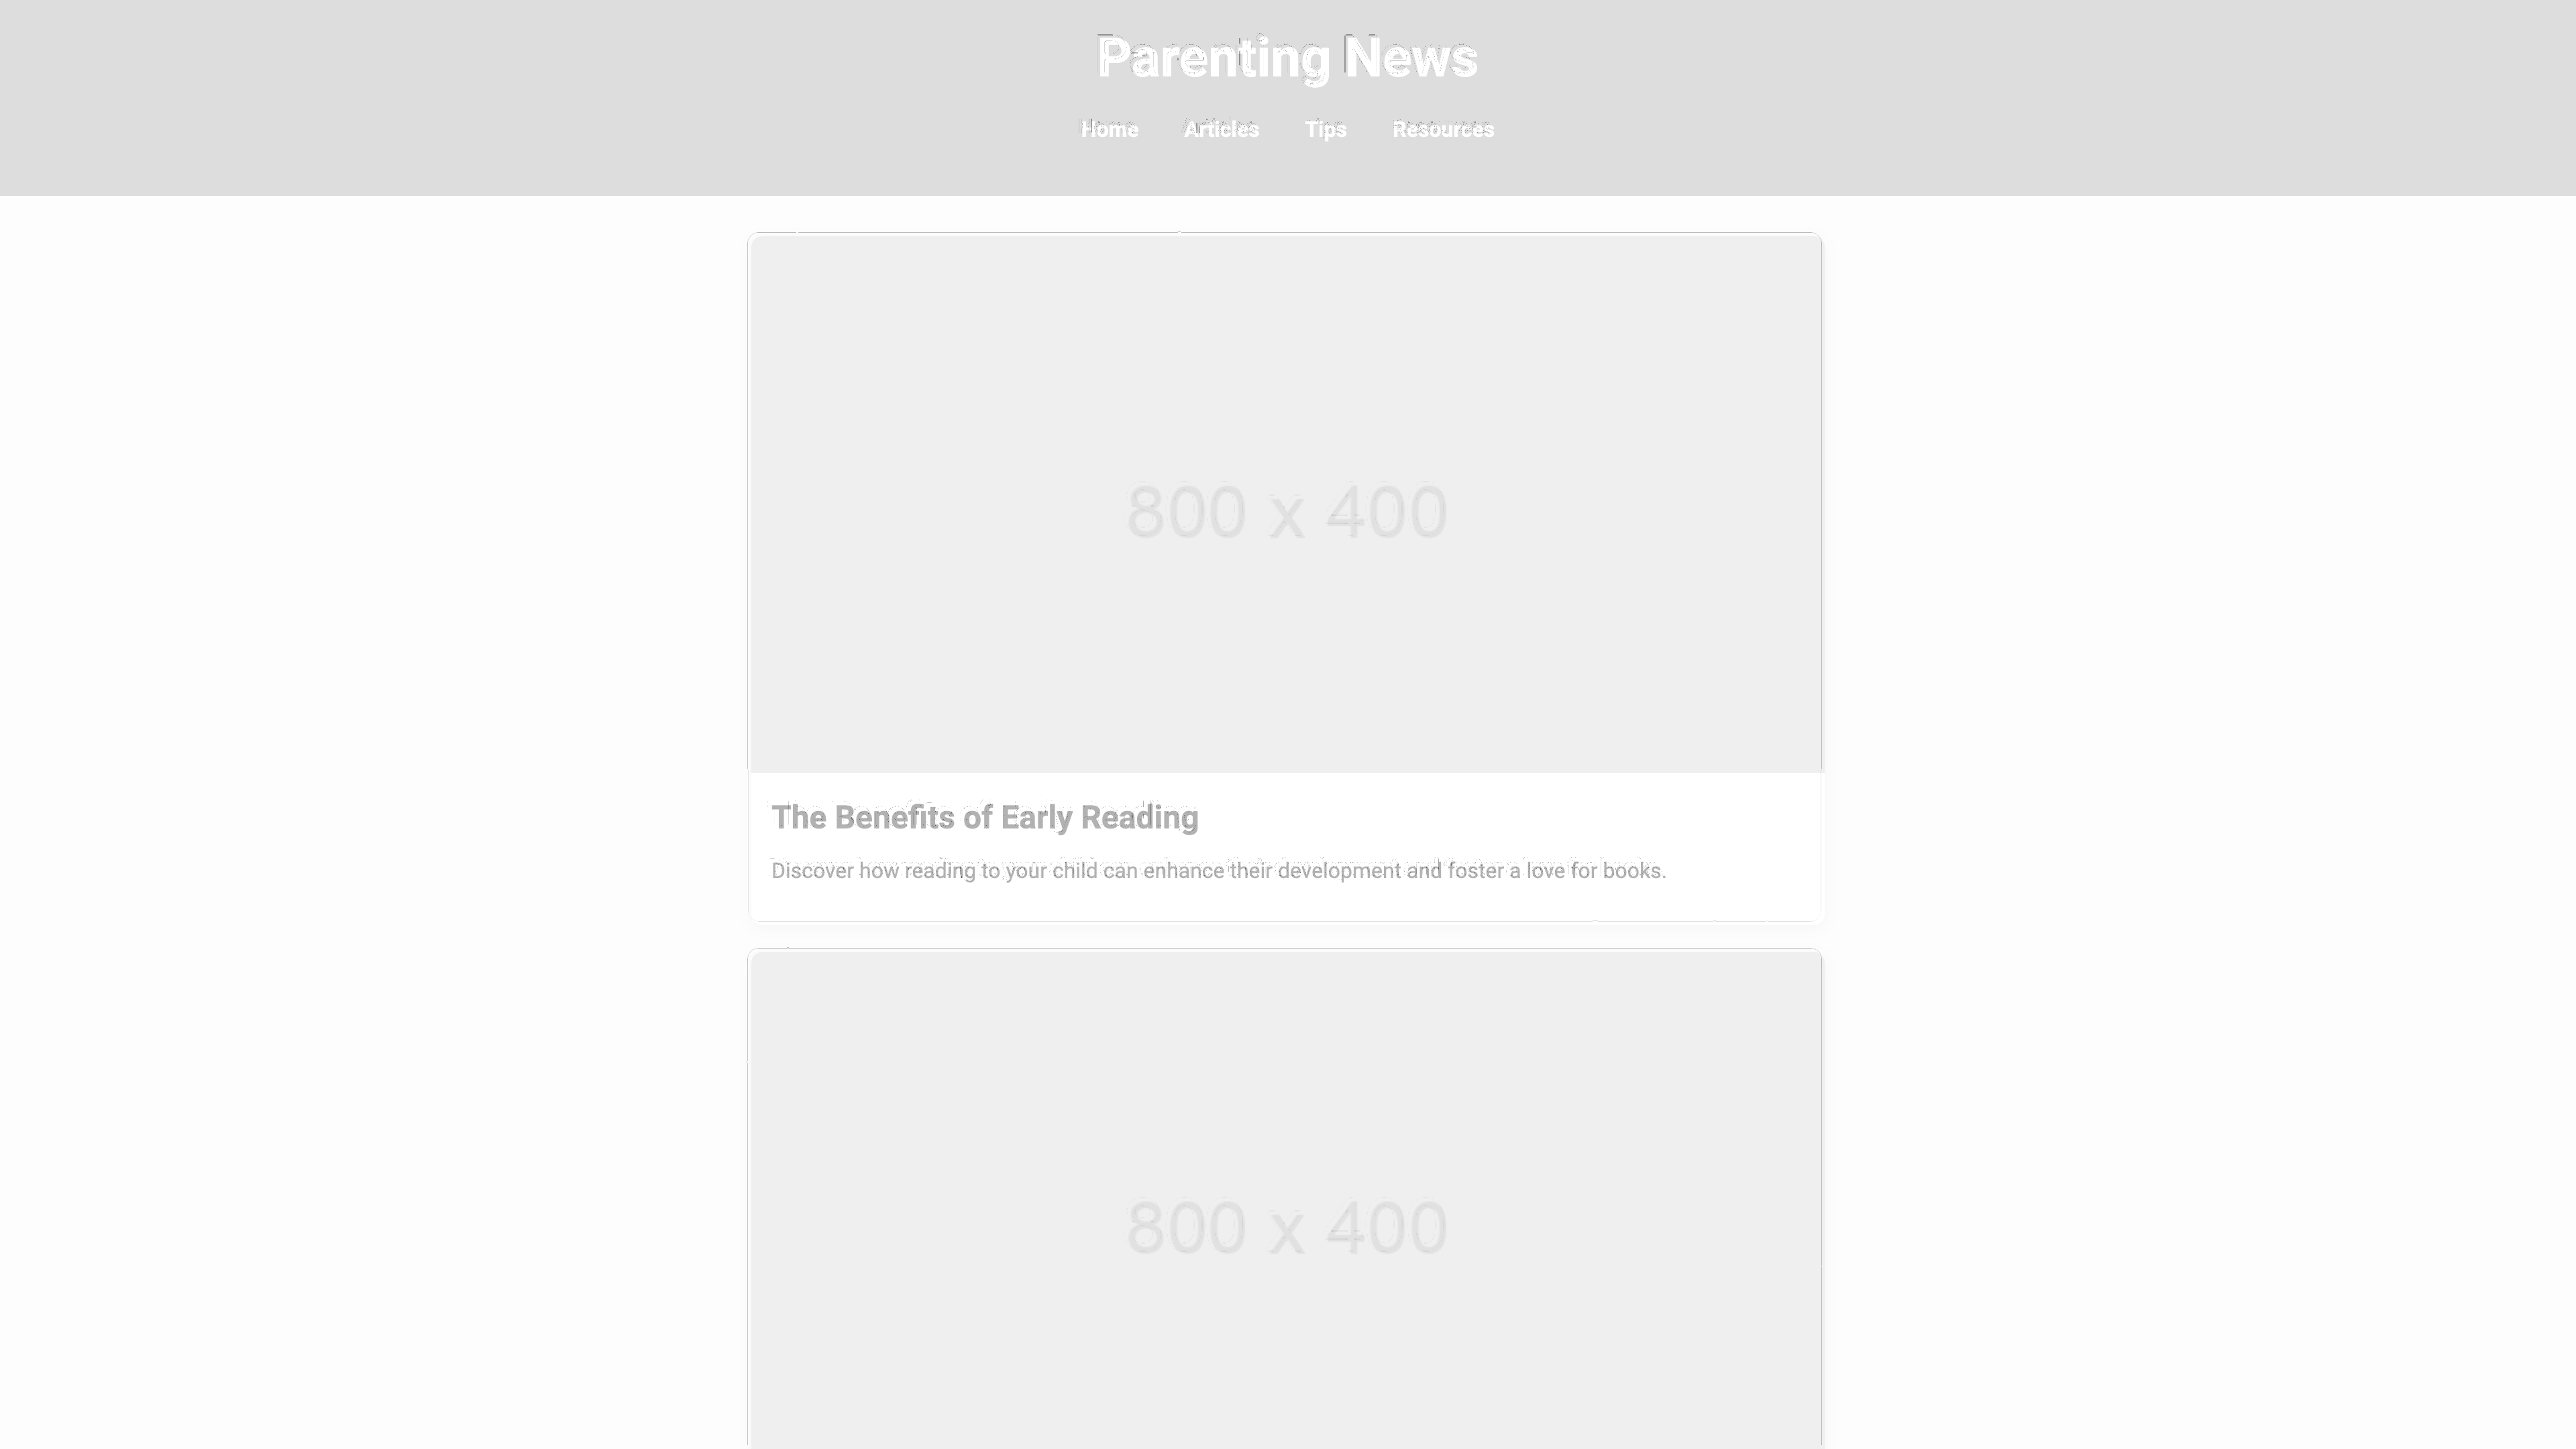 Parenting News
Home Articles Tips Resources
800 x 400
The Benefits of Early Reading
Discover how reading to your child can enhance their development and foster a love for books.
800 x 400